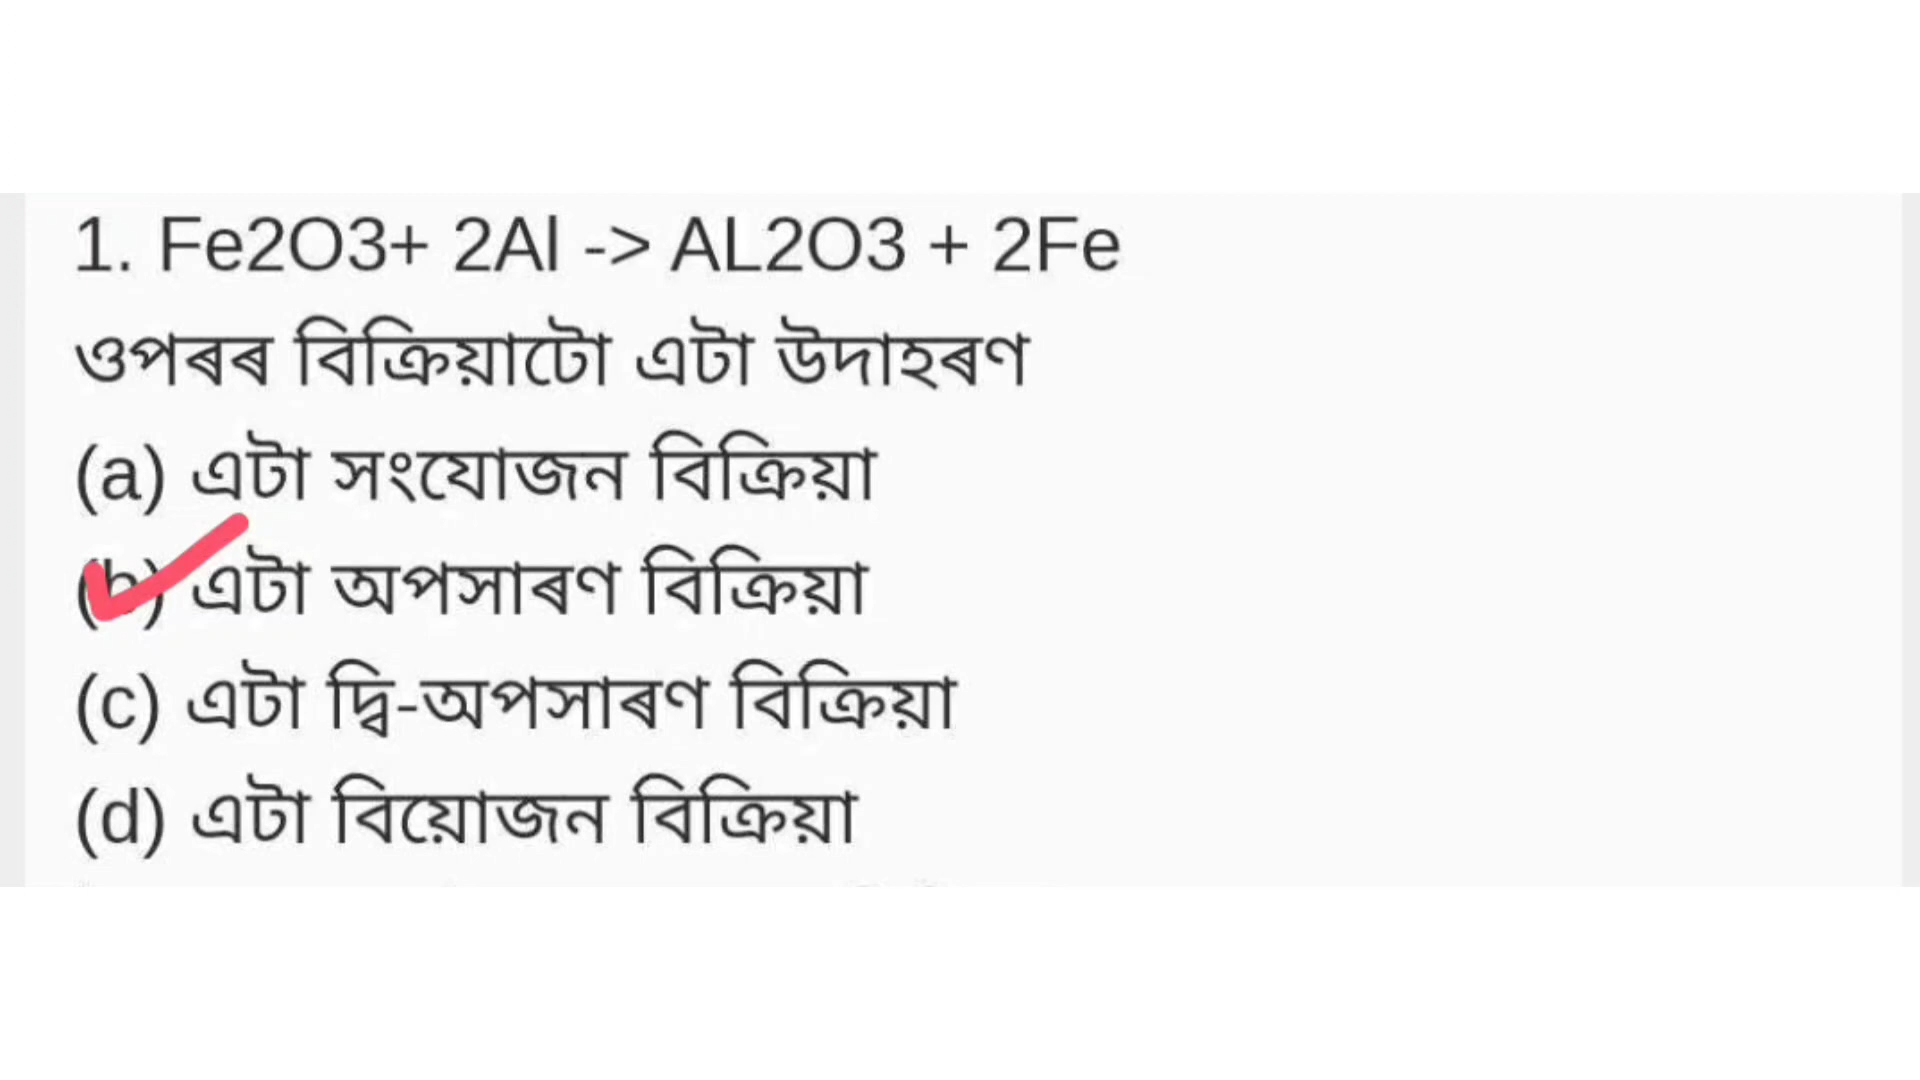 1. Fe2O3+ 2Al -> AL2O3 + 2Fe
ওপৰৰ বিক্ৰিয়াটো এটা উদাহৰণ
(a) এটা সংযোজন বিক্ৰিয়া
(b) এটা অপসাৰণ বিক্ৰিয়া
(c) এটা দ্বি-অপসাৰণ বিক্ৰিয়া
(d) এটা বিয়োজন বিক্ৰিয়া